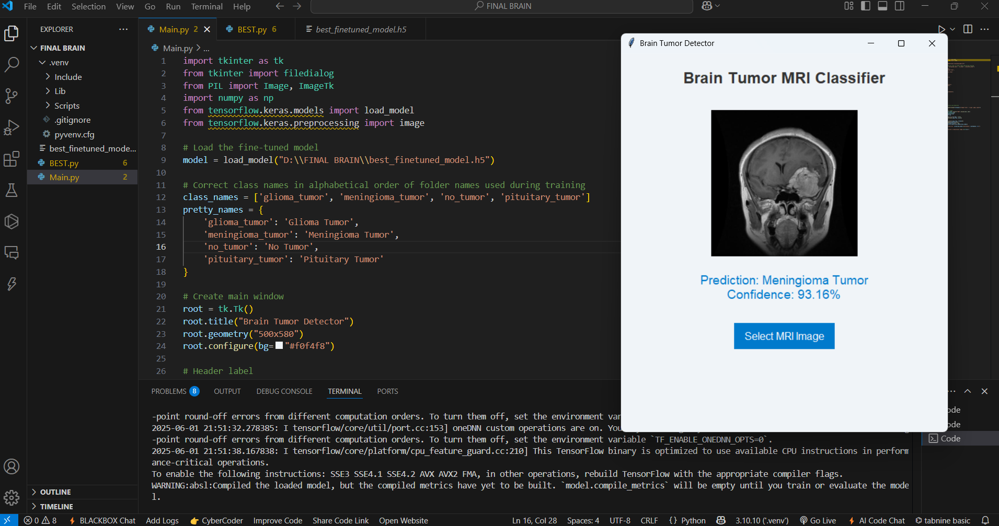 File Edit Selection View Go Run Terminal Help
FINAL BRAIN
EXPLORER
FINAL BRAIN
.venv
Include
Lib
Scripts
.gitignore
pyvenv.cfg
best_finetuned_mode...
BEST.py 6
Main.py 2
OUTLINE
TIMELINE
Main.py 2
BEST.py 6
best_finetuned_model.h5
Main.py > ...
1 import tkinter as tk
2 from tkinter import filedialog
3 from PIL import Image, ImageTk
4 import numpy as np
5 from tensorflow.keras.models import load_model
6 from tensorflow.keras.preprocessing import image
7
8 # Load the fine-tuned model
9 model = load_model("D:\\FINAL BRAIN\\best_finetuned_model.h5")
10
11 # Correct class names in alphabetical order of folder names used during training
12 class_names = ['glioma_tumor', 'meningioma_tumor', 'no_tumor', 'pituitary_tumor']
13 pretty_names = {
14 'glioma_tumor': 'Glioma Tumor',
15 'meningioma_tumor': 'Meningioma Tumor',
16 'no_tumor': 'No Tumor',
17 'pituitary_tumor': 'Pituitary Tumor'
18 }
19
20 # Create main window
21 root = tk.Tk()
22 root.title("Brain Tumor Detector")
23 root.geometry("500x580")
24 root.configure(bg="#f0f4f8")
25
26 # Header label
Brain Tumor Detector
Brain Tumor MRI Classifier
Prediction: Meningioma Tumor
Confidence: 93.16%
Select MRI Image
PROBLEMS 8 OUTPUT DEBUG CONSOLE TERMINAL PORTS
-point round-off errors from different computation orders. To turn them off, set the environment var
2025-06-01 21:51:32.278385: I tensorflow/core/util/port.cc:153] oneDNN custom operations are on. You
-point round-off errors from different computation orders. To turn them off, set the environment variable `TF_ENABLE_ONEDNN_OPTS=0`.
2025-06-01 21:51:38.167838: I tensorflow/core/platform/cpu_feature_guard.cc:210] This TensorFlow binary is optimized to use available CPU instructions in perform
ance-critical operations.
To enable the following instructions: SSE3 SSE4.1 SSE4.2 AVX AVX2 FMA, in other operations, rebuild TensorFlow with the appropriate compiler flags.
WARNING:absl:Compiled the loaded model, but the compiled metrics have yet to be built. `model.compile_metrics` will be empty until you train or evaluate the mode
l.
ode
ode
Code
0 8 BLACKBOX Chat Add Logs CyberCoder Improve Code Share Code Link Open Website Ln 16, Col 28 Spaces: 4 UTF-8 CRLF {} Python 3.10.10 ('.venv') Go Live AI Code Chat tabnine basic